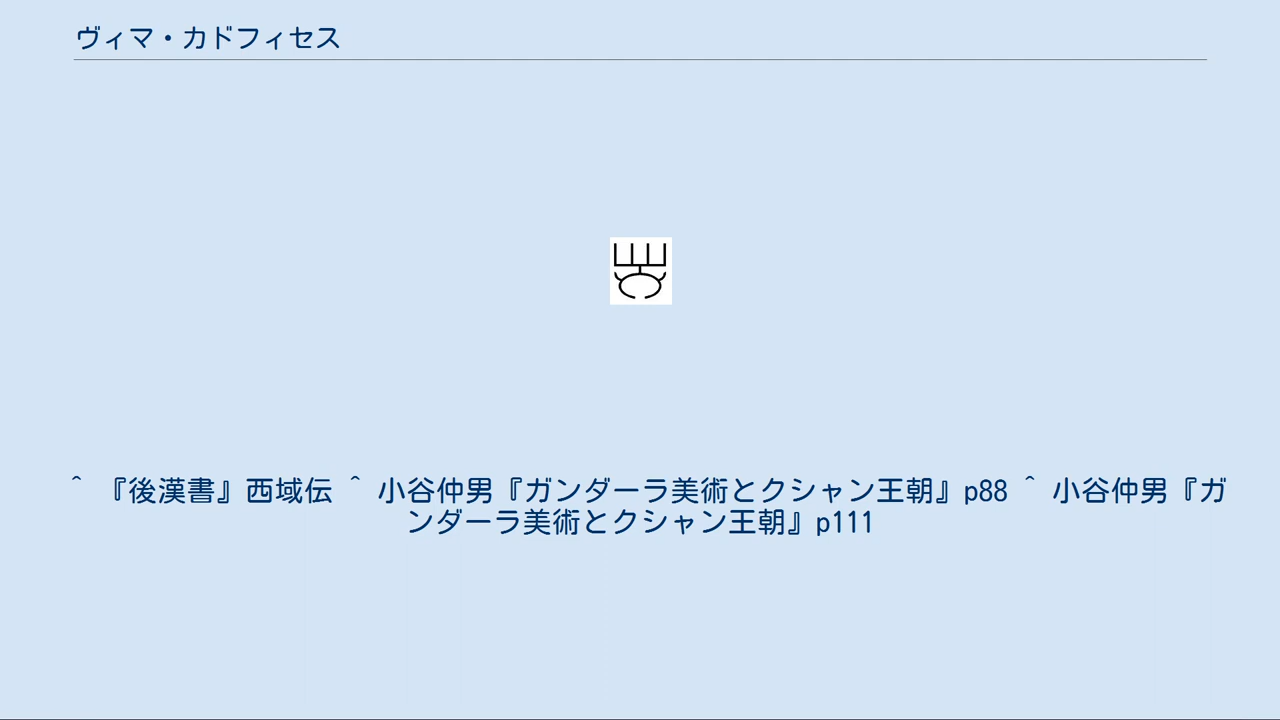 ヴィマ・カドフィセス
^ 『後漢書』西域伝 ^ 小谷仲男『ガンダーラ美術とクシャン王朝』p88 ^ 小谷仲男『ガ
ンダーラ美術とクシャン王朝』p111